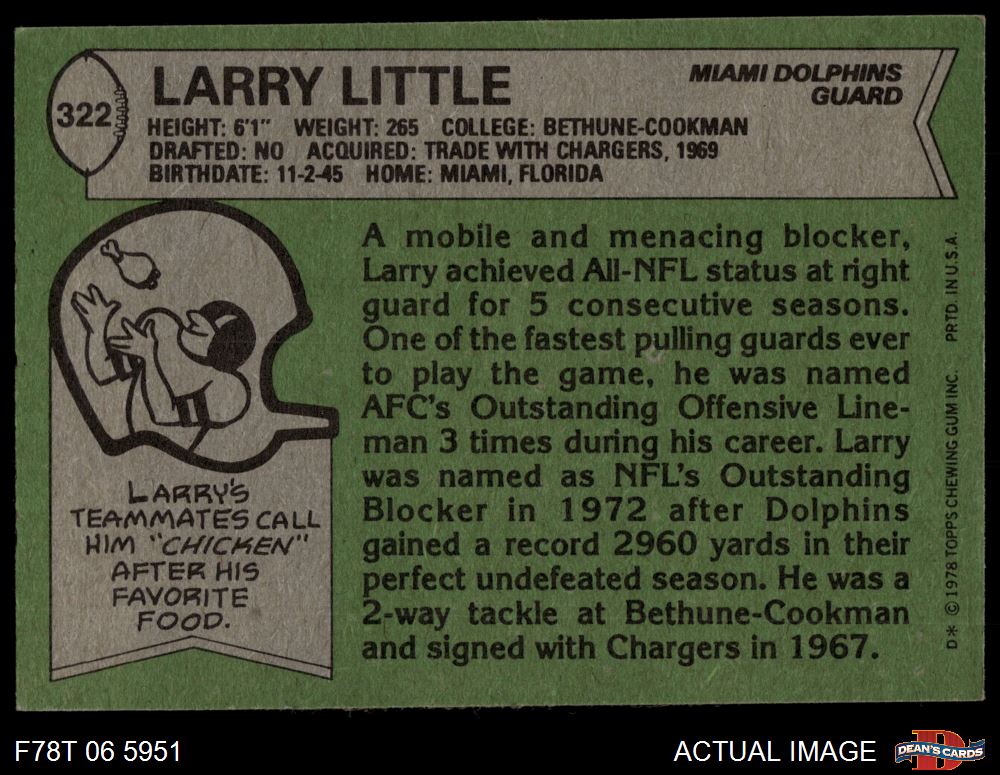 322
LARRY LITTLE
MIAMI DOLPHINS
GUARD
HEIGHT: 6'1" WEIGHT: 265 COLLEGE: BETHUNE-COOKMAN
DRAFTED: NO ACQUIRED: TRADE WITH CHARGERS, 1969
BIRTHDATE: 11-2-45 HOME: MIAMI, FLORIDA
LARRY'S
TEAMMATES CALL
HIM "CHICKEN"
AFTER HIS
FAVORITE
FOOD.
A mobile and menacing blocker,
Larry achieved All-NFL status at right
guard for 5 consecutive seasons.
One of the fastest pulling guards ever
to play the game, he was named
AFC's Outstanding Offensive Line-
man 3 times during his career. Larry
was named as NFL's Outstanding
Blocker in 1972 after Dolphins
gained a record 2960 yards in their
perfect undefeated season. He was a
2-way tackle at Bethune-Cookman
and signed with Chargers in 1967.
D* © 1978 TOPPS CHEWING GUM INC. PRTD. IN U.S.A.
F78T 06 5951
ACTUAL IMAGE
D
DEAN'S CARDS